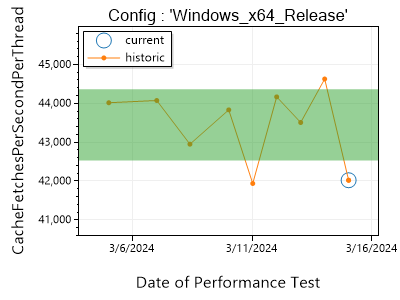 Config : 'Windows_x64_Release'
current
historic
CacheFetchesPerSecondPerThread
45,000
44,000
43,000
42,000
41,000
3/6/2024
3/11/2024
3/16/2024
Date of Performance Test